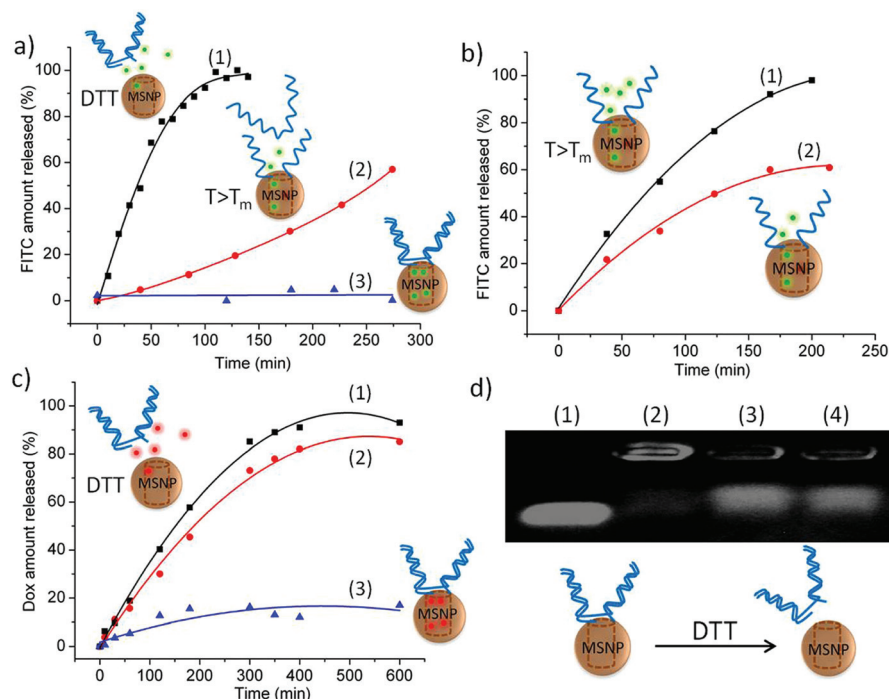 a)
DTT
(1)
MSNP
MSNP
T>Tm
(2)
(3)
MSNP
FITC amount released (%)
100
80
60
40
20
0
0 50 100 150 200 250 300
Time (min)
b)
(1)
MSNP
T>Tm
(2)
MSNP
FITC amount released (%)
100
80
60
40
20
0
0 50 100 150 200 250
Time (min)
c)
(1)
DTT
MSNP
(2)
(3)
MSNP
Dox amount released (%)
100
80
60
40
20
0
0 100 200 300 400 500 600
Time (min)
d)
(1) (2) (3) (4)
DTT
MSNP MSNP